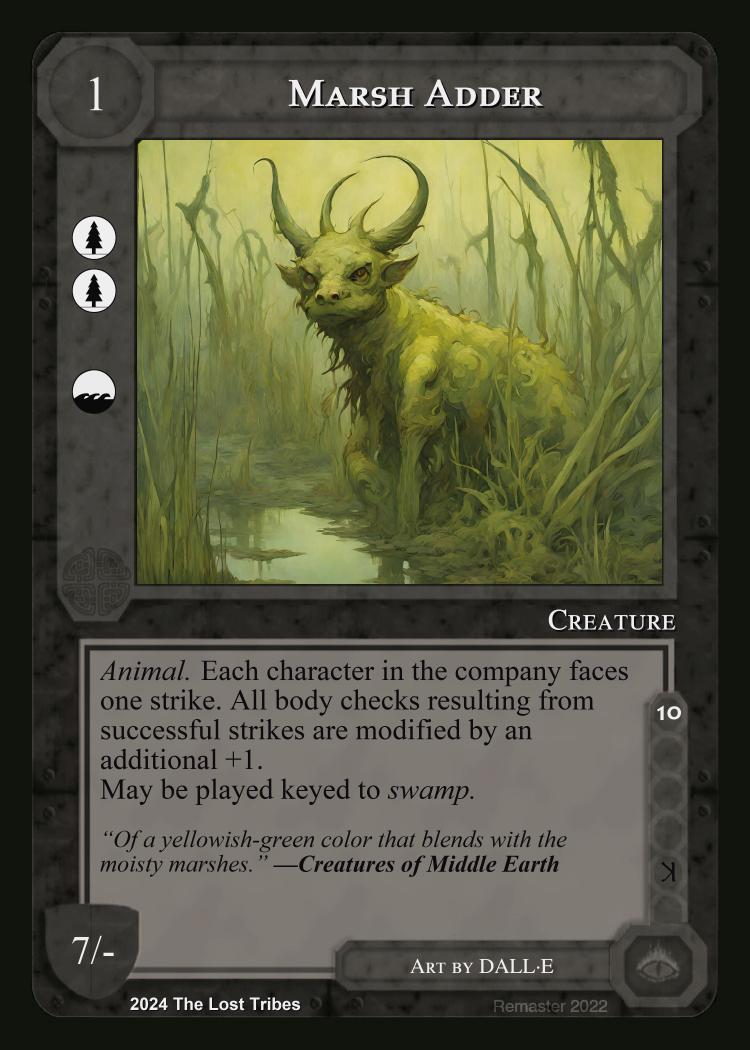 1
Marsh Adder
Creature
Animal. Each character in the company faces
one strike. All body checks resulting from
successful strikes are modified by an
additional +1.
May be played keyed to swamp.
“Of a yellowish-green color that blends with the
moisty marshes.” —Creatures of Middle Earth
10
K
7/-
Art by DALL·E
2024 The Lost Tribes
Remaster 2022